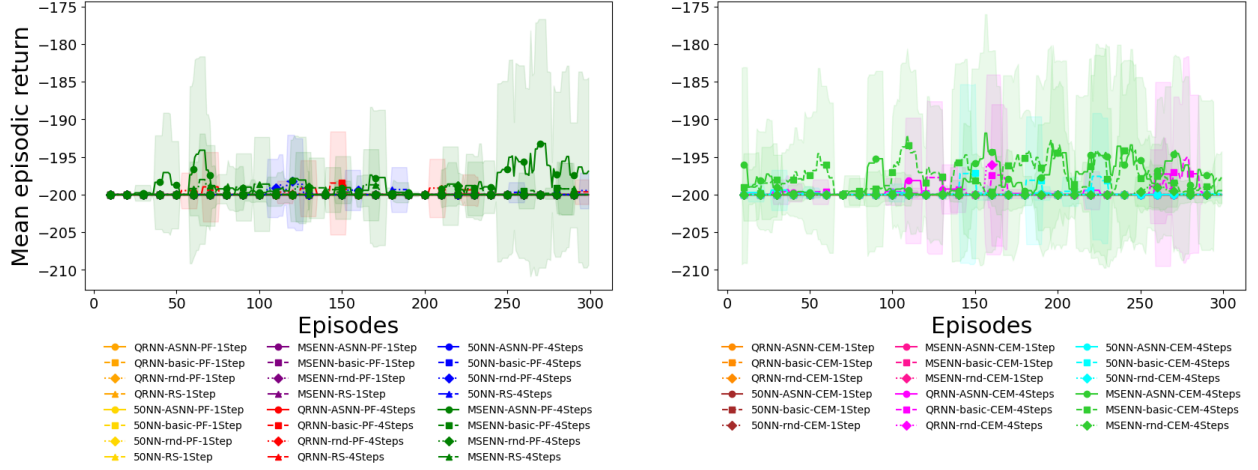 −175
−180
−185
−190
−195
−200
−205
−210
Mean episodic return
0 50 100 150 200 250 300
Episodes
QRNN-ASNN-PF-1Step MSENN-ASNN-PF-1Step 50NN-ASNN-PF-4Steps
QRNN-basic-PF-1Step MSENN-basic-PF-1Step 50NN-basic-PF-4Steps
QRNN-rnd-PF-1Step MSENN-rnd-PF-1Step 50NN-rnd-PF-4Steps
QRNN-RS-1Step MSENN-RS-1Step 50NN-RS-4Steps
50NN-ASNN-PF-1Step QRNN-ASNN-PF-4Steps MSENN-ASNN-PF-4Steps
50NN-basic-PF-1Step QRNN-basic-PF-4Steps MSENN-basic-PF-4Steps
50NN-rnd-PF-1Step QRNN-rnd-PF-4Steps MSENN-rnd-PF-4Steps
50NN-RS-1Step QRNN-RS-4Steps MSENN-RS-4Steps
−175
−180
−185
−190
−195
−200
−205
−210
0 50 100 150 200 250 300
Episodes
QRNN-ASNN-CEM-1Step MSENN-ASNN-CEM-1Step 50NN-ASNN-CEM-4Steps
QRNN-basic-CEM-1Step MSENN-basic-CEM-1Step 50NN-basic-CEM-4Steps
QRNN-rnd-CEM-1Step MSENN-rnd-CEM-1Step 50NN-rnd-CEM-4Steps
50NN-ASNN-CEM-1Step QRNN-ASNN-CEM-4Steps MSENN-ASNN-CEM-4Steps
50NN-basic-CEM-1Step QRNN-basic-CEM-4Steps MSENN-basic-CEM-4Steps
50NN-rnd-CEM-1Step QRNN-rnd-CEM-4Steps MSENN-rnd-CEM-4Steps